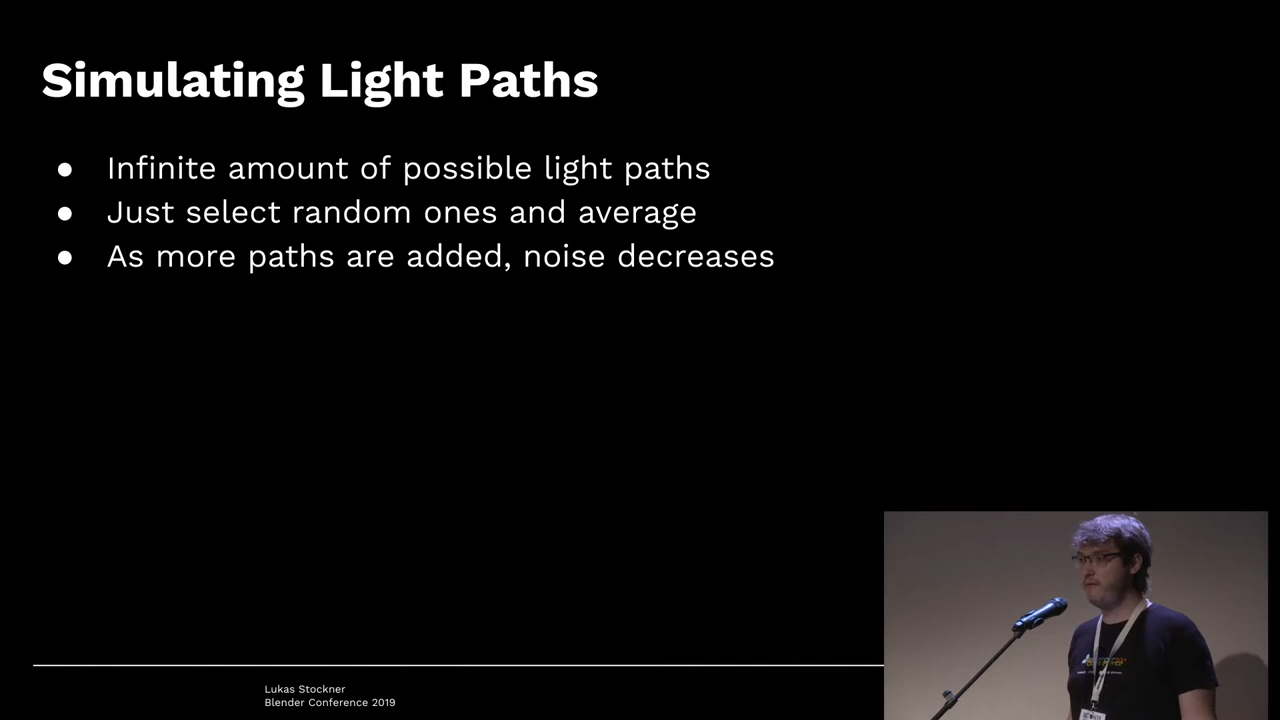 Simulating Light Paths
● Infinite amount of possible light paths
● Just select random ones and average
● As more paths are added, noise decreases
Lukas Stockner
Blender Conference 2019